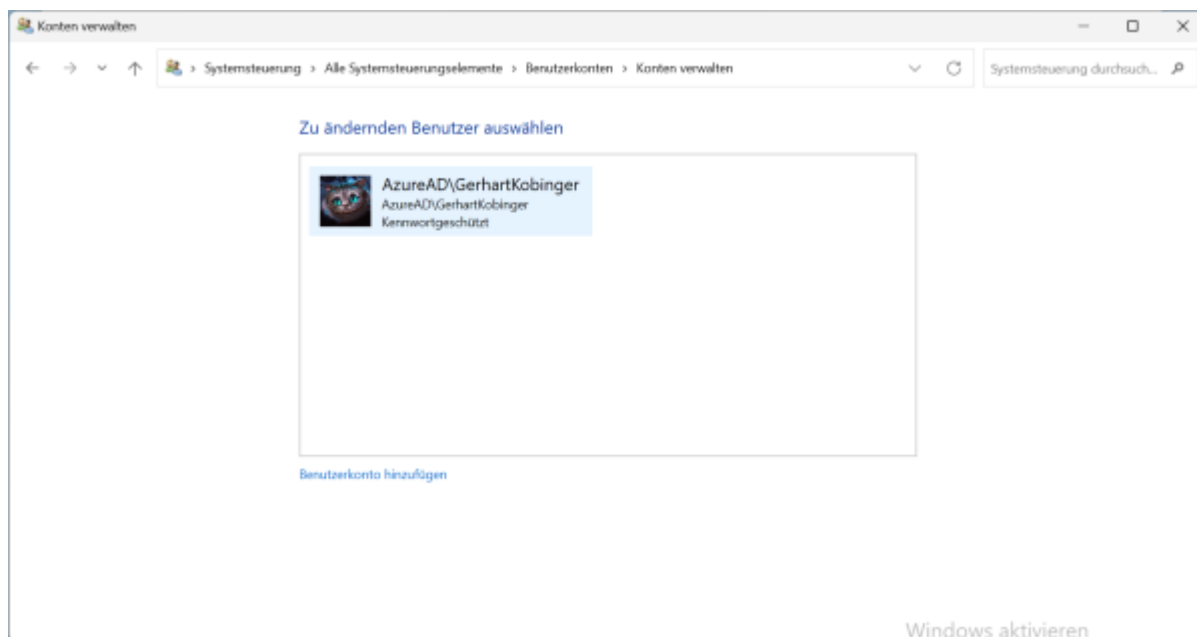 Konten verwalten
Systemsteuerung > Alle Systemsteuerungselemente > Benutzerkonten > Konten verwalten
Systemsteuerung durchsuch...
Zu ändernden Benutzer auswählen
AzureAD\GerhartKobinger
AzureAD\GerhartKobinger
Kennwortgeschützt
Benutzerkonto hinzufügen
Windows aktivieren